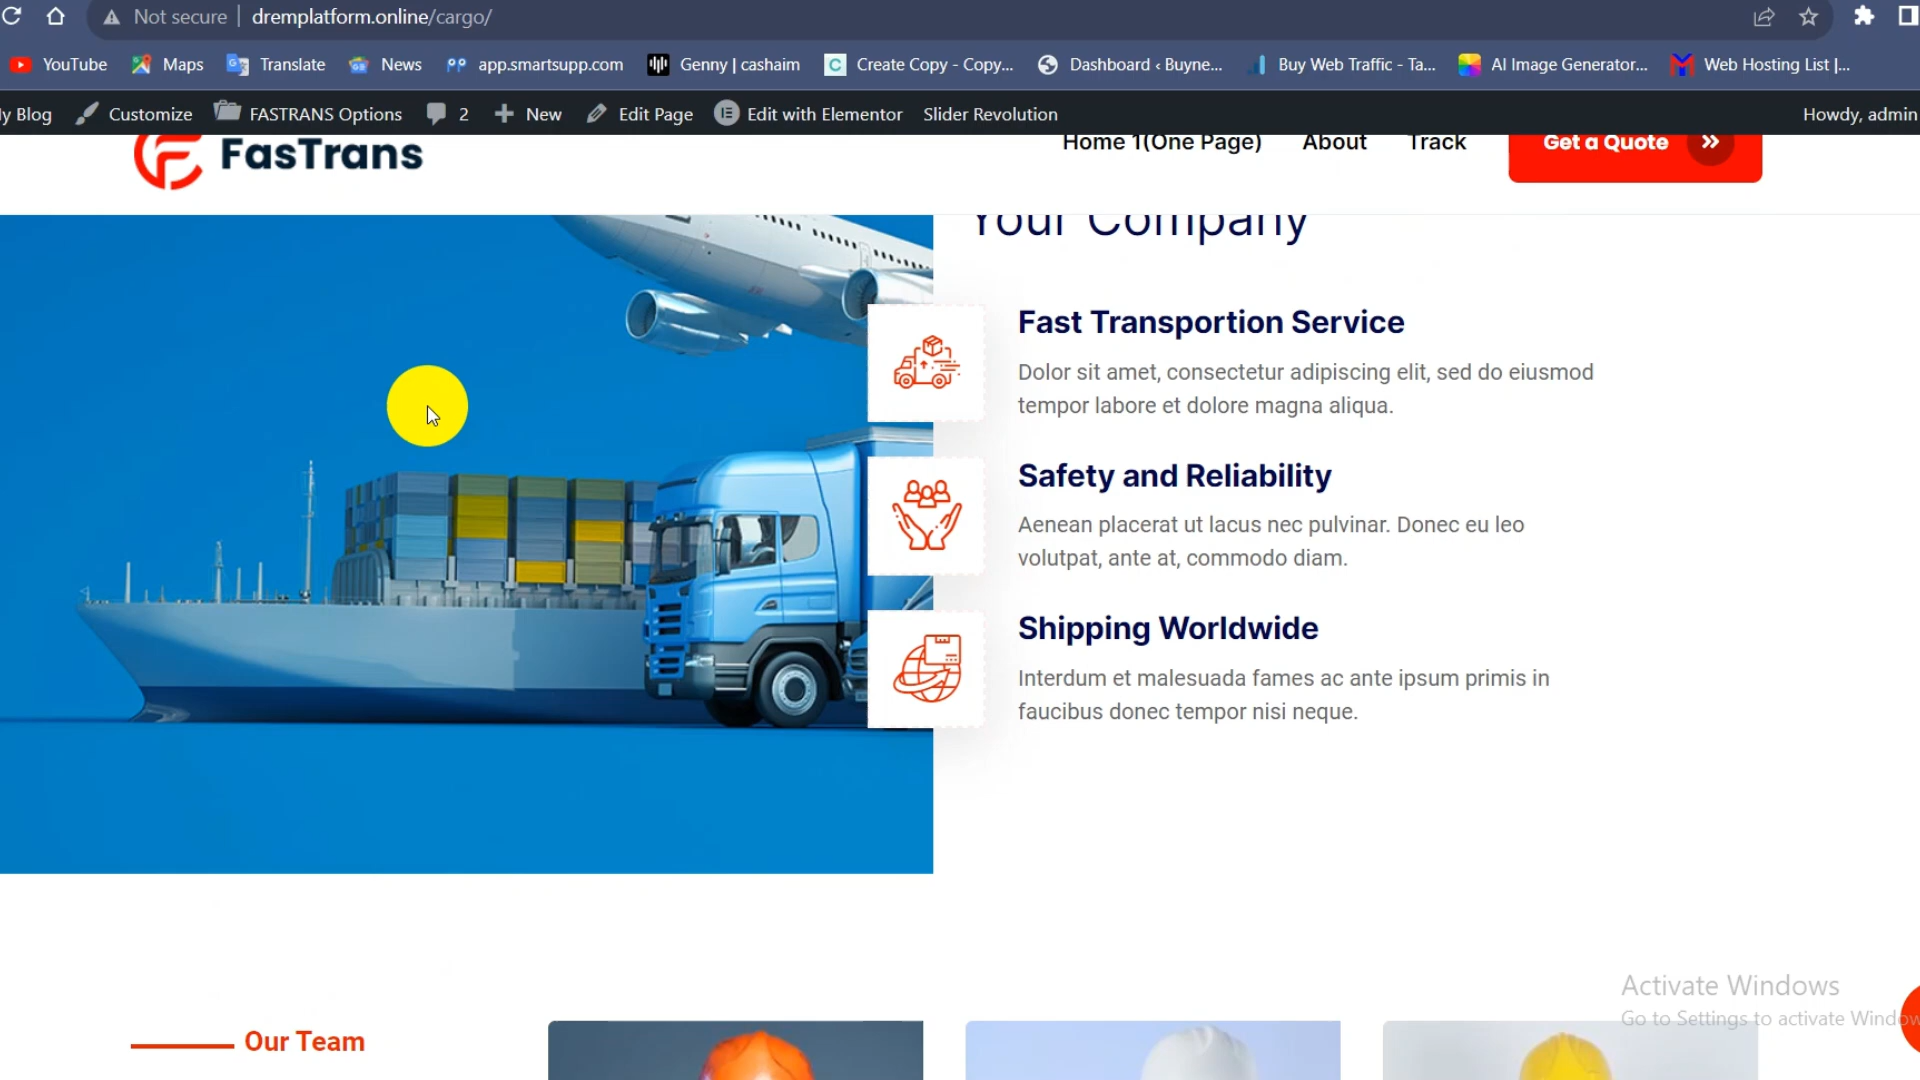 Not secure
dremplatform.online/cargo/
YouTube
Maps
Translate
News
app.smartsupp.com
Genny | cashaim
Create Copy - Copy...
Dashboard ‹ Buyne...
Buy Web Traffic - Ta...
AI Image Generator...
Web Hosting List |...
y Blog
Customize
FASTRANS Options
2
New
Edit Page
Edit with Elementor
Slider Revolution
Howdy, admin
FasTrans
Home 1(One Page)
About
Track
Get a Quote
Your Company
Fast Transportion Service
Dolor sit amet, consectetur adipiscing elit, sed do eiusmod
tempor labore et dolore magna aliqua.
Safety and Reliability
Aenean placerat ut lacus nec pulvinar. Donec eu leo
volutpat, ante at, commodo diam.
Shipping Worldwide
Interdum et malesuada fames ac ante ipsum primis in
faucibus donec tempor nisi neque.
Our Team
Activate Windows
Go to Settings to activate Window